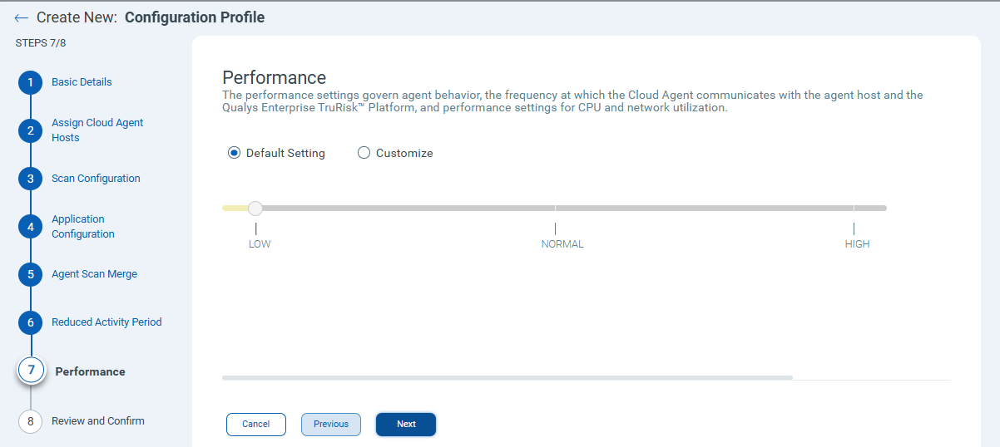 ← Create New: Configuration Profile
STEPS 7/8
1 Basic Details
2 Assign Cloud Agent
Hosts
3 Scan Configuration
4 Application
Configuration
5 Agent Scan Merge
6 Reduced Activity Period
7 Performance
8 Review and Confirm
Performance
The performance settings govern agent behavior, the frequency at which the Cloud Agent communicates with the agent host and the
Qualys Enterprise TruRisk™ Platform, and performance settings for CPU and network utilization.
Default Setting Customize
LOW NORMAL HIGH
Cancel Previous Next